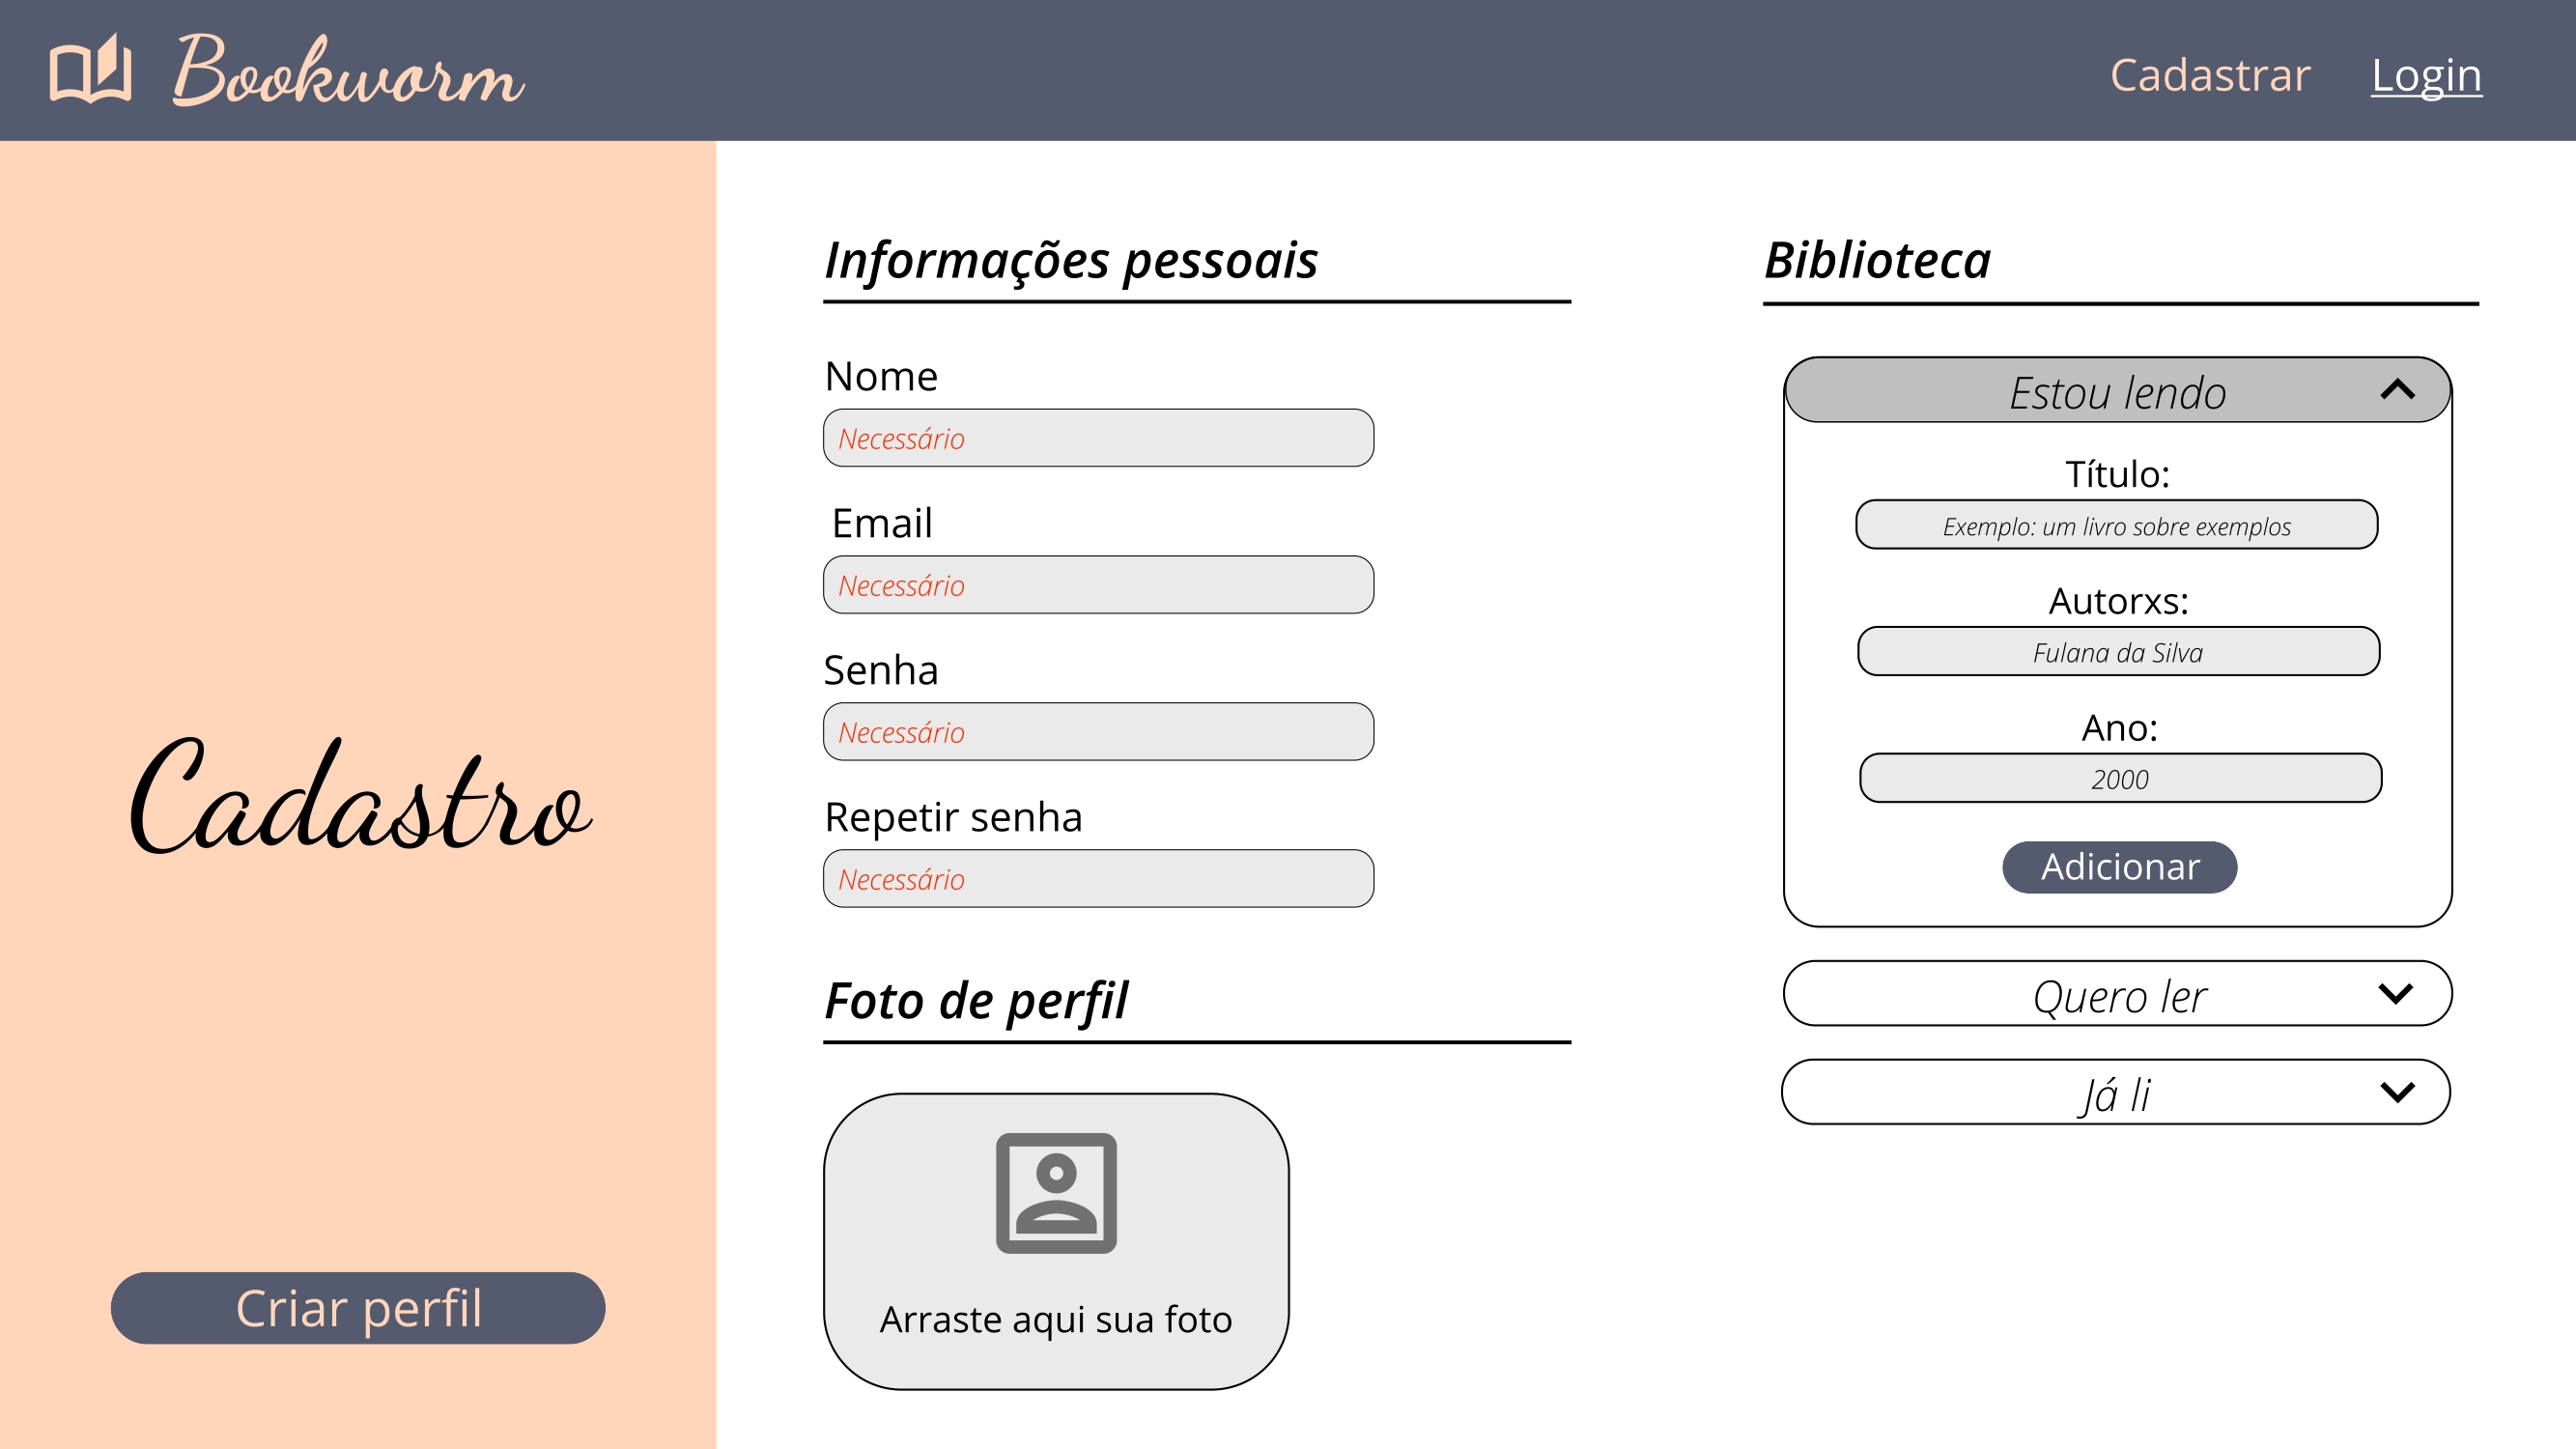 Bookworm
Cadastrar
Login
Cadastro
Criar perfil
Informações pessoais
Nome
Necessário
Email
Necessário
Senha
Necessário
Repetir senha
Necessário
Foto de perfil
Arraste aqui sua foto
Biblioteca
Estou lendo
Título:
Exemplo: um livro sobre exemplos
Autorxs:
Fulana da Silva
Ano:
2000
Adicionar
Quero ler
Já li